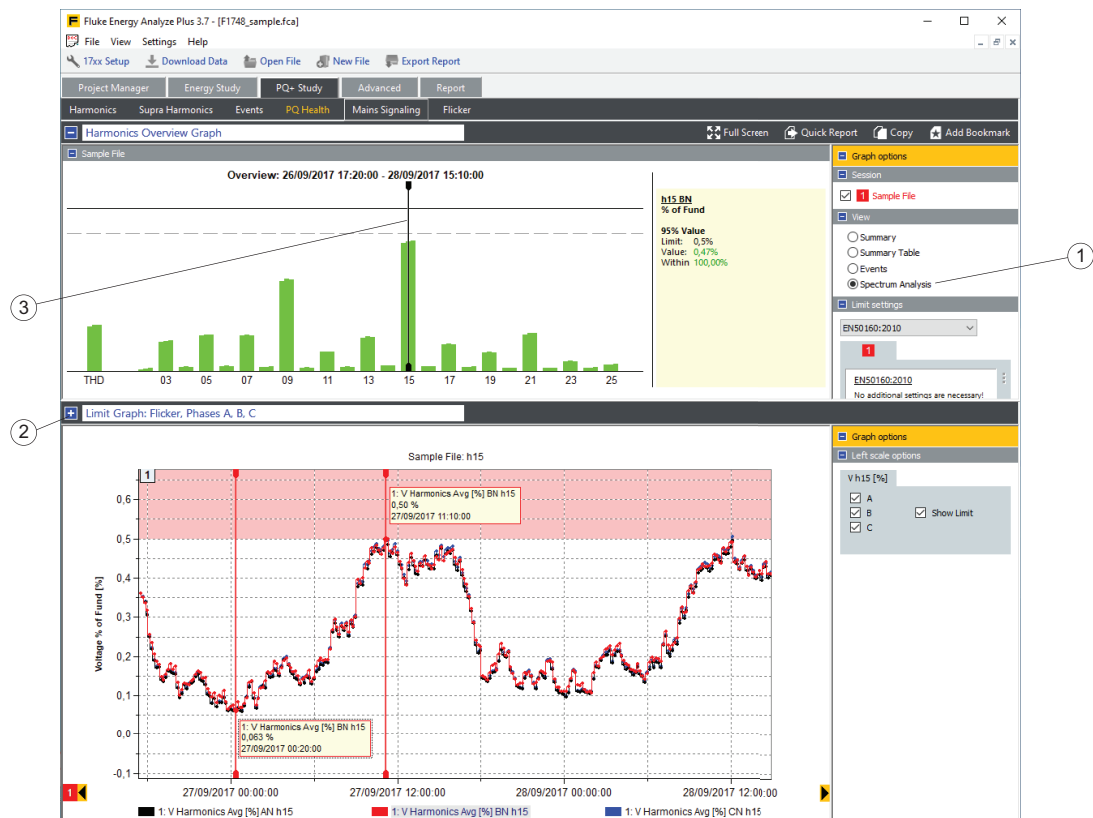 Fluke Energy Analyze Plus 3.7 - [F1748_sample.fca]
File View Settings Help
17xx Setup Download Data Open File New File Export Report
Project Manager Energy Study PQ+ Study Advanced Report
Harmonics Supra Harmonics Events PQ Health Mains Signaling Flicker
Harmonics Overview Graph Full Screen Quick Report Copy Add Bookmark
Sample File
Overview: 26/09/2017 17:20:00 - 28/09/2017 15:10:00
h15 BN
% of Fund
95% Value
Limit: 0,5%
Value: 0,47%
Within 100,00%
THD 03 05 07 09 11 13 15 17 19 21 23 25
Graph options
Session
1 Sample File
View
Summary
Summary Table
Events
Spectrum Analysis
Limit settings
EN50160:2010
1
EN50160:2010
No additional settings are necessary!
1
3
2
Limit Graph: Flicker, Phases A, B, C
Sample File: h15
1
1: V Harmonics Avg [%] BN h15
0,50 %
27/09/2017 11:10:00
0,6
0,5
0,4
0,3
0,2
0,1
0,0
-0,1
Voltage % of Fund [%]
1: V Harmonics Avg [%] BN h15
0,063 %
27/09/2017 00:20:00
1
27/09/2017 00:00:00 27/09/2017 12:00:00 28/09/2017 00:00:00 28/09/2017 12:00:00
1: V Harmonics Avg [%] AN h15 1: V Harmonics Avg [%] BN h15 1: V Harmonics Avg [%] CN h15
Graph options
Left scale options
V h15 [%]
A
B Show Limit
C